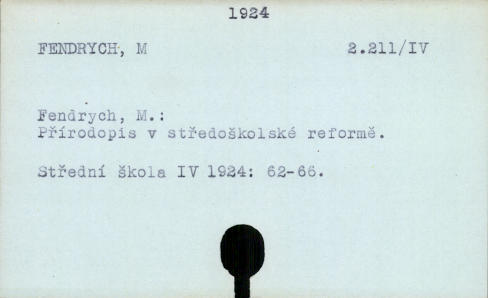 1924
FENDRYCH, M 2.211/IV
Fendrych, M.:
Přírodopis v středoškolské reformě.
Střední škola IV 1924: 62-66.